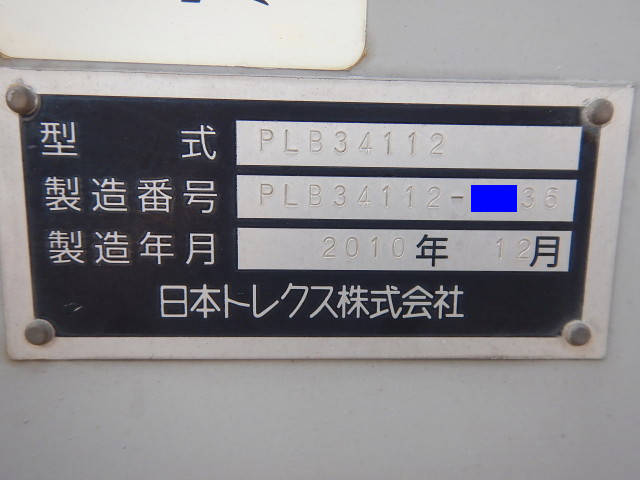 型 式 PLB34112
製造番号 PLB34112- 36
製造年月 2010年 12月
日本トレクス株式会社